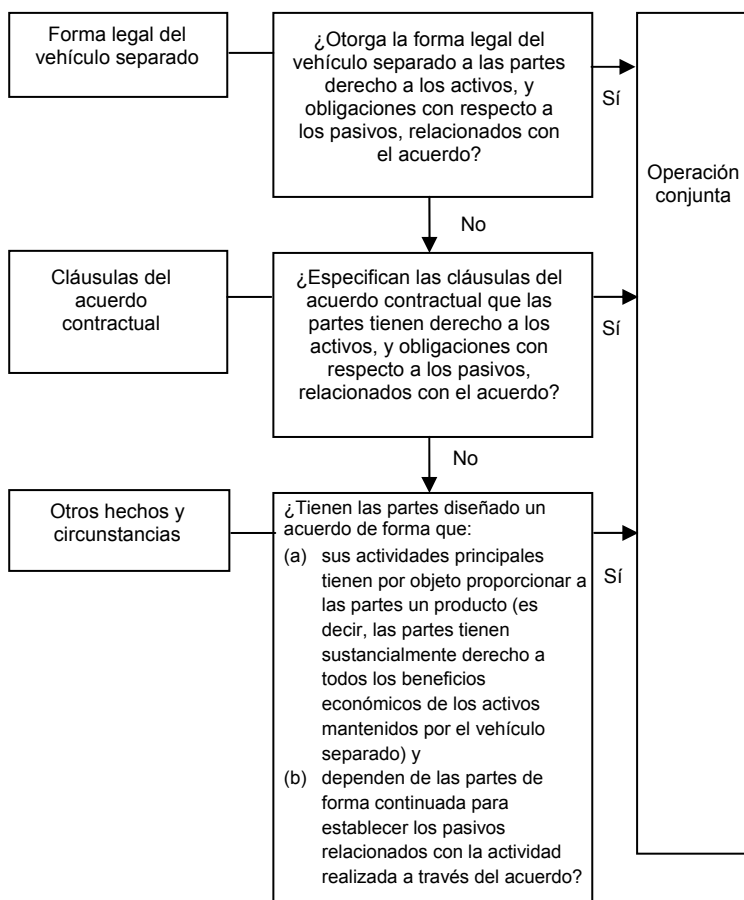 Forma legal del
vehículo separado
¿Otorga la forma legal del
vehículo separado a las partes
derecho a los activos, y
obligaciones con respecto a
los pasivos, relacionados con
el acuerdo?
Sí
Operación
conjunta
No
Cláusulas del
acuerdo
contractual
¿Especifican las cláusulas del
acuerdo contractual que las
partes tienen derecho a los
activos, y obligaciones con
respecto a los pasivos,
relacionados con el acuerdo?
Sí
No
Otros hechos y
circunstancias
¿Tienen las partes diseñado un
acuerdo de forma que:
(a) sus actividades principales
tienen por objeto proporcionar a
las partes un producto (es
decir, las partes tienen
sustancialmente derecho a
todos los beneficios
económicos de los activos
mantenidos por el vehículo
separado) y
(b) dependen de las partes de
forma continuada para
establecer los pasivos
relacionados con la actividad
realizada a través del acuerdo?
Sí